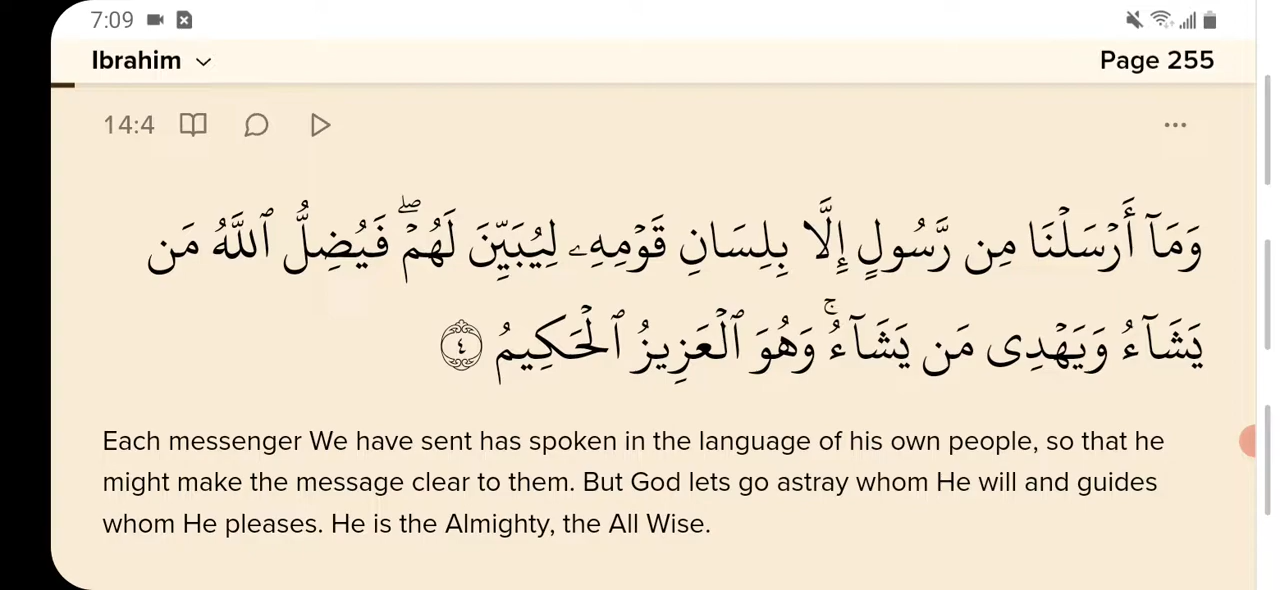 7:09
Ibrahim
Page 255
14:4
وَمَآ أَرْسَلْنَا مِن رَّسُولٍ إِلَّا بِلِسَانِ قَوْمِهِۦ لِيُبَيِّنَ لَهُمْ ۖ فَيُضِلُّ ٱللَّهُ مَن
يَشَآءُ وَيَهْدِى مَن يَشَآءُ ۚ وَهُوَ ٱلْعَزِيزُ ٱلْحَكِيمُ ٤
Each messenger We have sent has spoken in the language of his own people, so that he
might make the message clear to them. But God lets go astray whom He will and guides
whom He pleases. He is the Almighty, the All Wise.